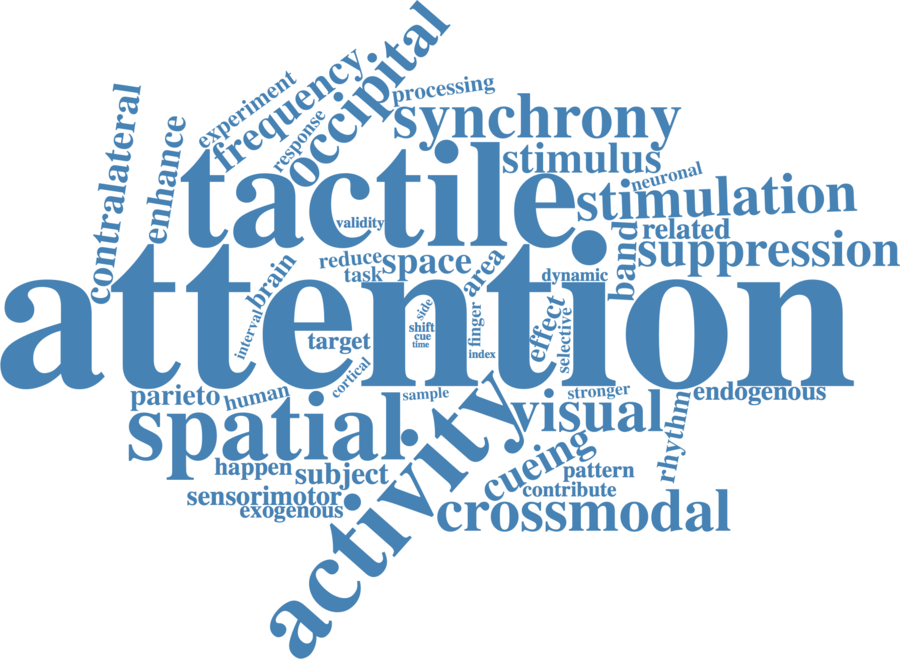 occipital
frequency
experiment
response
processing
synchrony
contralateral
enhance
tactile
stimulus
neuronal
stimulation
validity
related
band
suppression
reduce
space
area
task
dynamic
brain
attention
interval
target
side
shift
cue
time
finger
index
effect
selective
cortical
parieto
human
sample
stronger
endogenous
spatial
activity
visual
rhythm
happen
subject
cueing
pattern
contribute
sensorimotor
exogenous
crossmodal